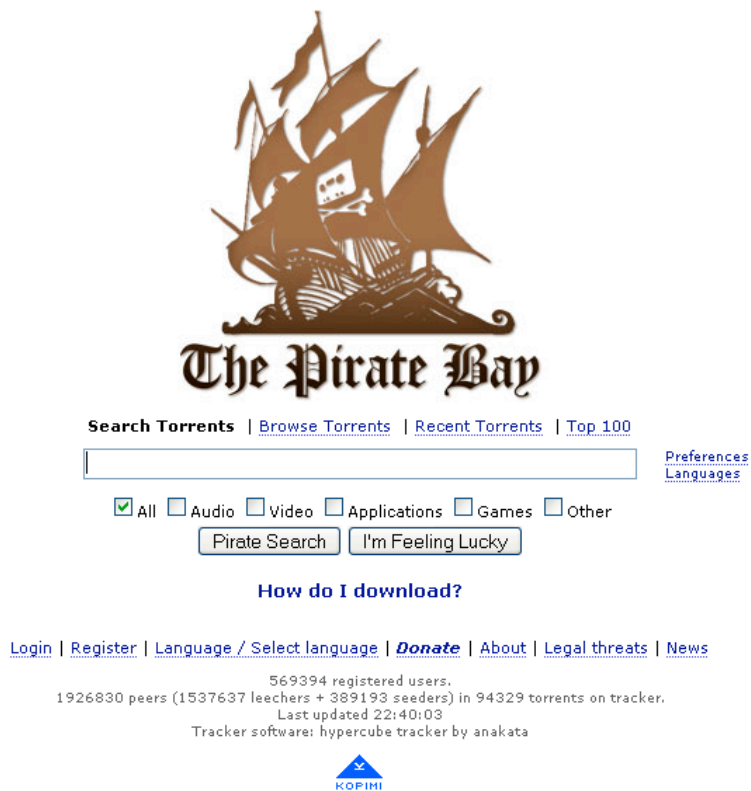 The Pirate Bay
Search Torrents | Browse Torrents | Recent Torrents | Top 100
Preferences
Languages
All Audio Video Applications Games Other
Pirate Search I'm Feeling Lucky
How do I download?
Login | Register | Language / Select language | Donate | About | Legal threats | News
569394 registered users.
1926830 peers (1537637 leechers + 389193 seeders) in 94329 torrents on tracker.
Last updated 22:40:03
Tracker software: hypercube tracker by anakata
KOPIMI